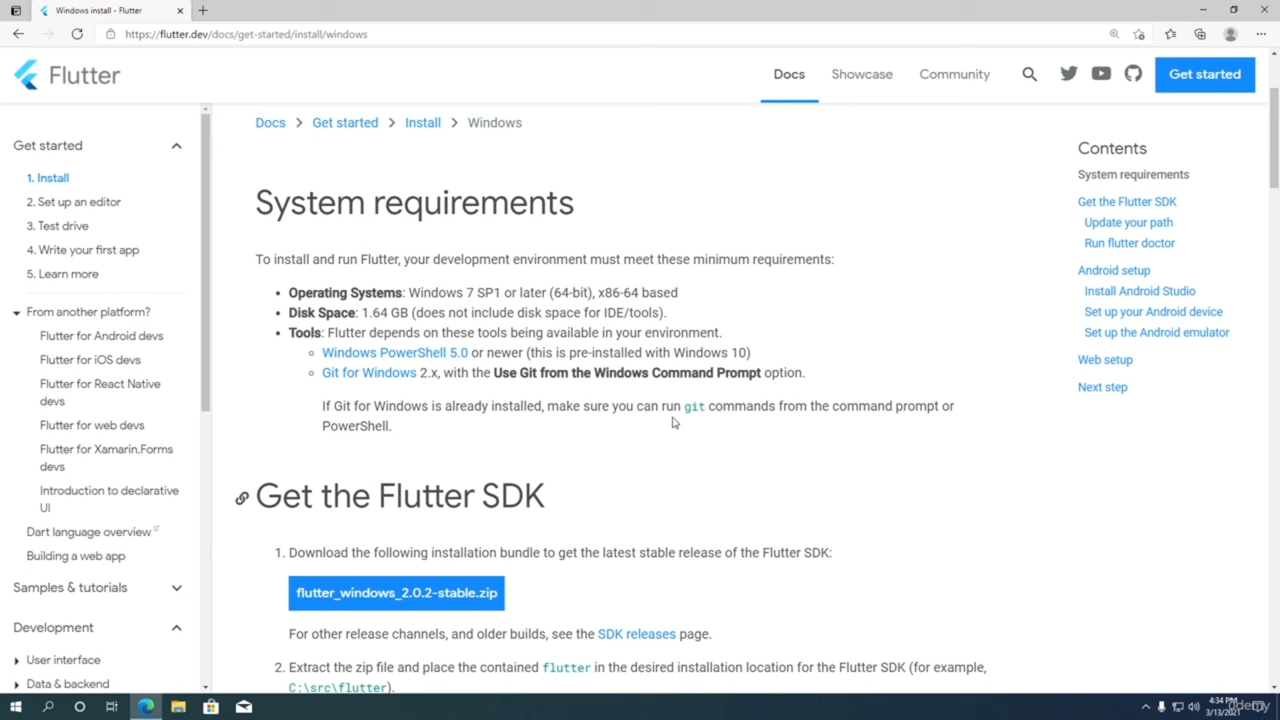 Windows install - Flutter
https://flutter.dev/docs/get-started/install/windows
Flutter
Docs
Showcase
Community
Get started
Get started
1. Install
2. Set up an editor
3. Test drive
4. Write your first app
5. Learn more
From another platform?
Flutter for Android devs
Flutter for iOS devs
Flutter for React Native
devs
Flutter for web devs
Flutter for Xamarin.Forms
devs
Introduction to declarative
UI
Dart language overview
Building a web app
Samples & tutorials
Development
User interface
Data & backend
Docs > Get started > Install > Windows
System requirements
To install and run Flutter, your development environment must meet these minimum requirements:
• Operating Systems: Windows 7 SP1 or later (64-bit), x86-64 based
• Disk Space: 1.64 GB (does not include disk space for IDE/tools).
• Tools: Flutter depends on these tools being available in your environment.
◦ Windows PowerShell 5.0 or newer (this is pre-installed with Windows 10)
◦ Git for Windows 2.x, with the Use Git from the Windows Command Prompt option.
If Git for Windows is already installed, make sure you can run git commands from the command prompt or
PowerShell.
Get the Flutter SDK
1. Download the following installation bundle to get the latest stable release of the Flutter SDK:
flutter_windows_2.0.2-stable.zip
For other release channels, and older builds, see the SDK releases page.
2. Extract the zip file and place the contained flutter in the desired installation location for the Flutter SDK (for example,
C:\src\flutter).
Contents
System requirements
Get the Flutter SDK
Update your path
Run flutter doctor
Android setup
Install Android Studio
Set up your Android device
Set up the Android emulator
Web setup
Next step
4:34 PM
3/13/2021
udemy